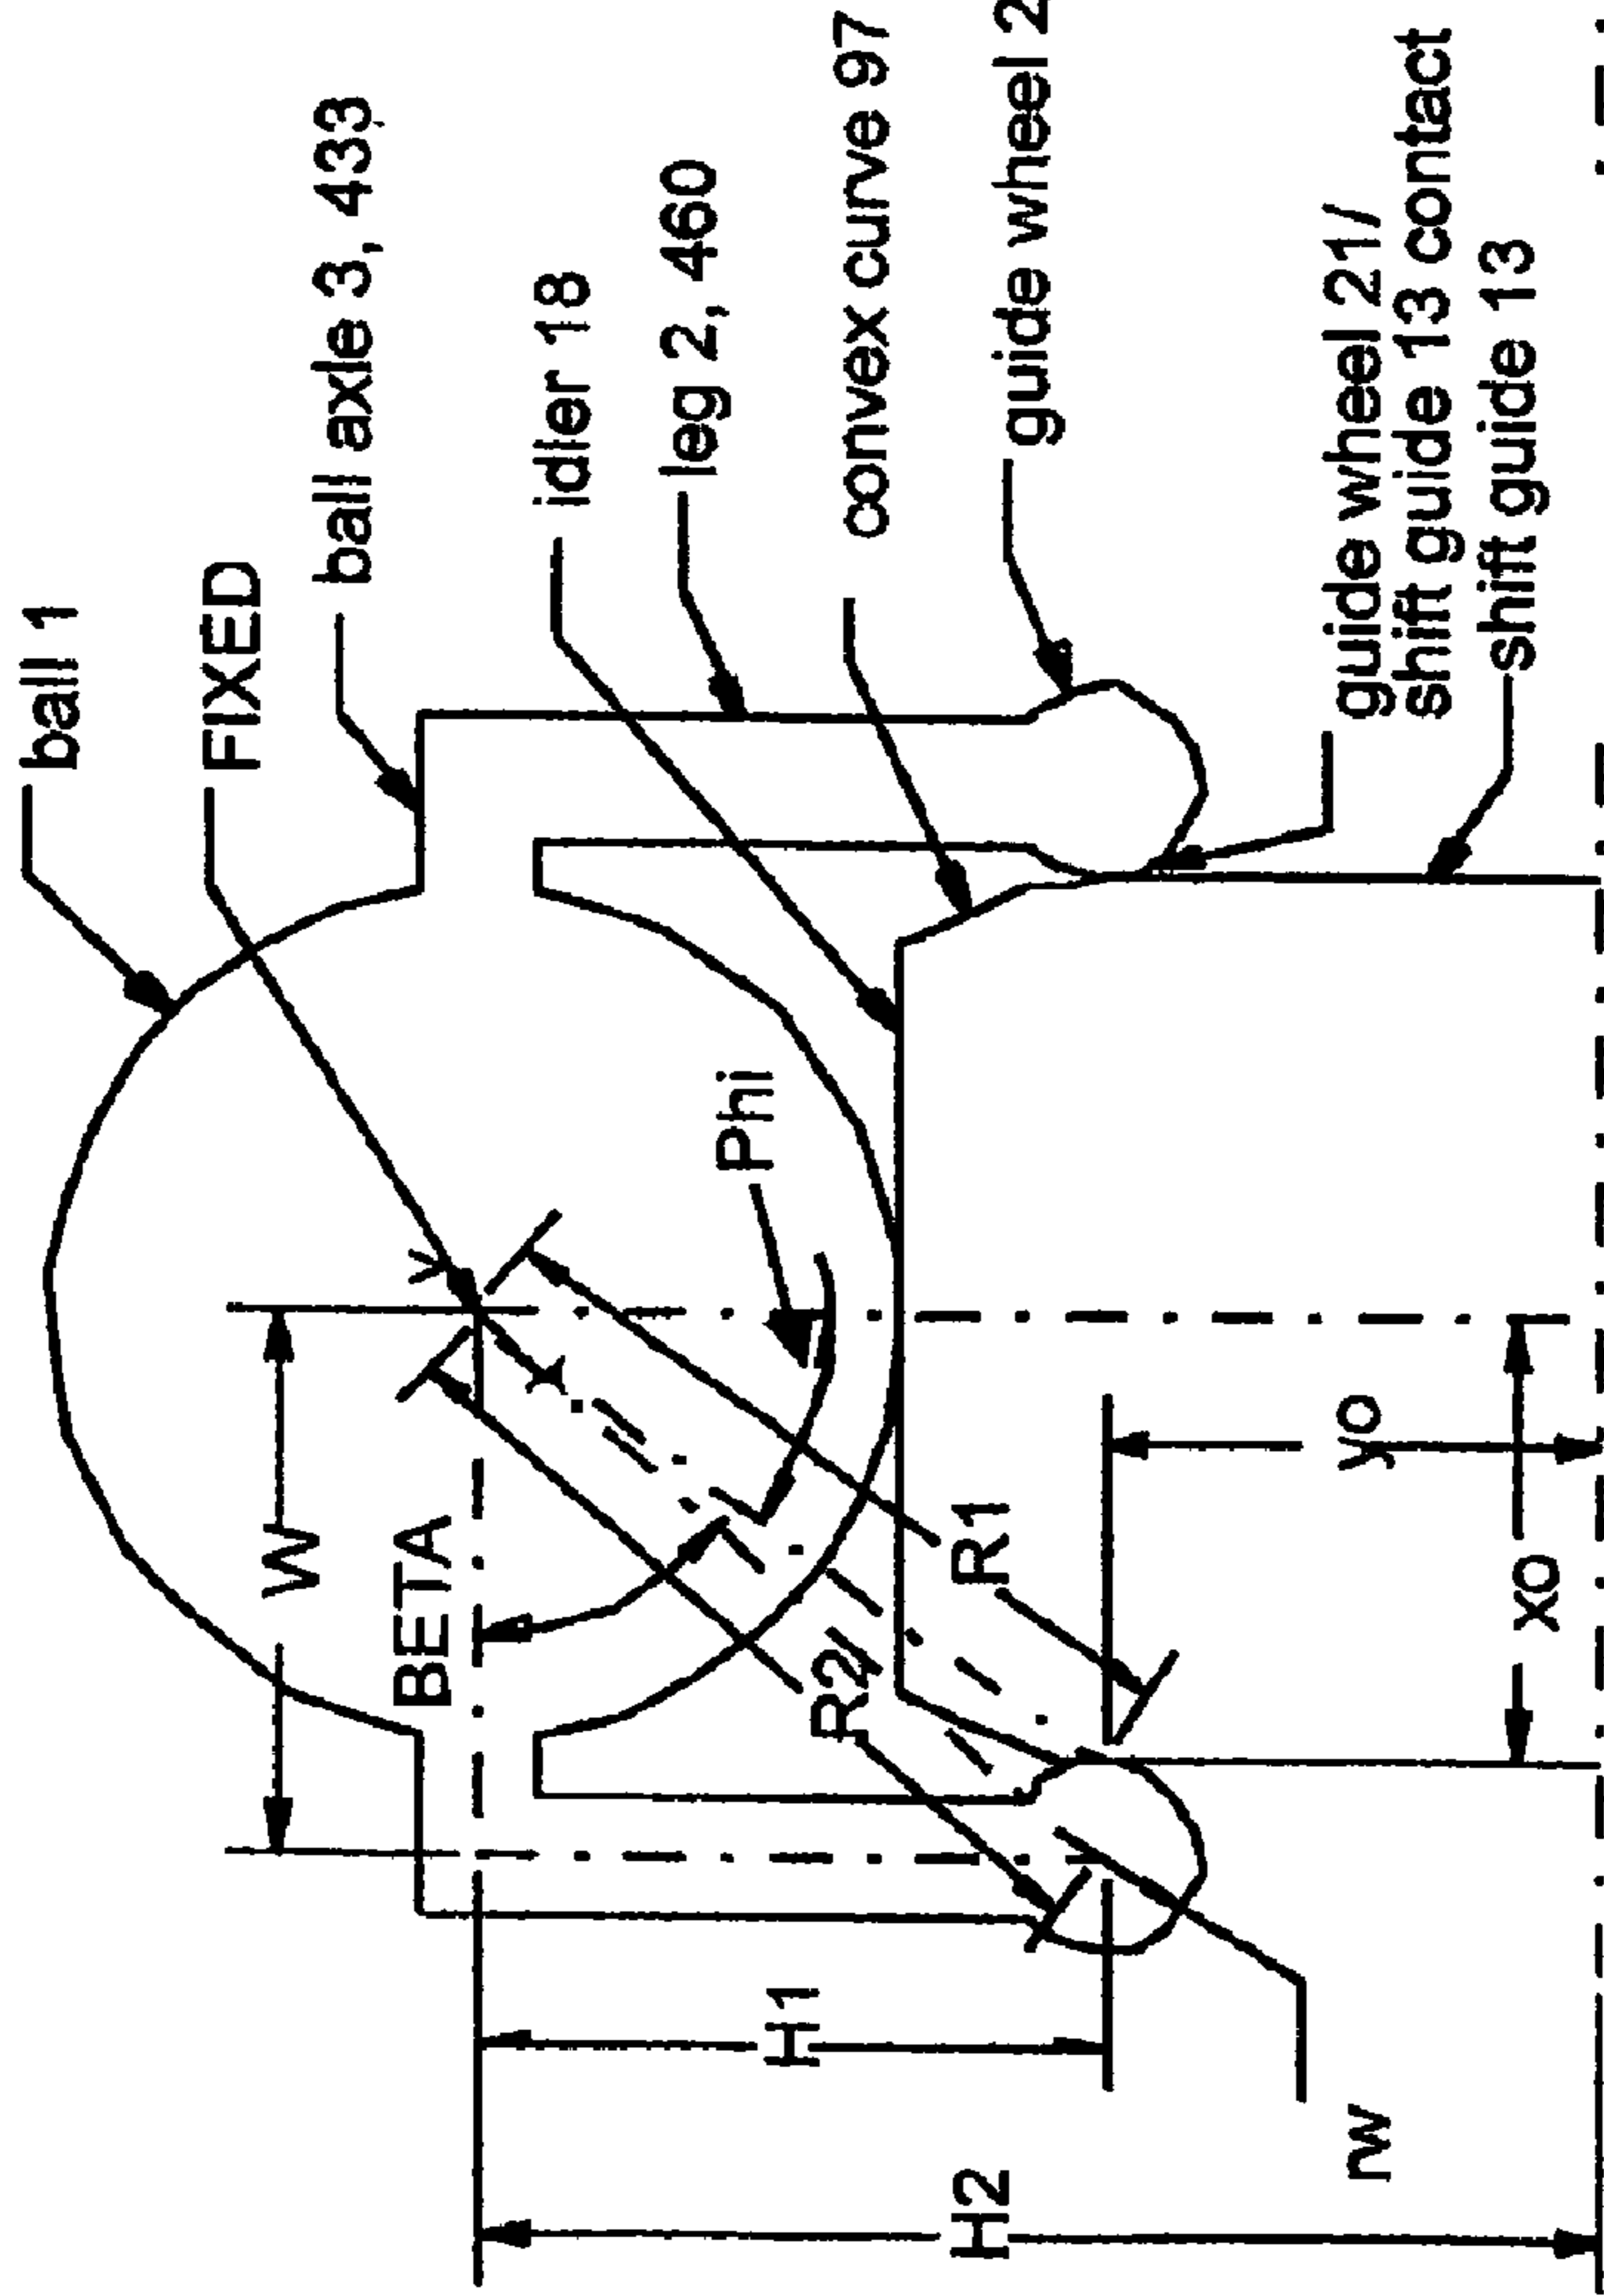 ball 1
FIXED
ball axle 3, 433
idler 18
leg 2, 460
convex curve 97
guide wheel 2
guide wheel 21/
shift guide 13 contact
shift guide 13
W
BETA
Phi
y
x
R2
R1
yo
xo
H1
H2
rw